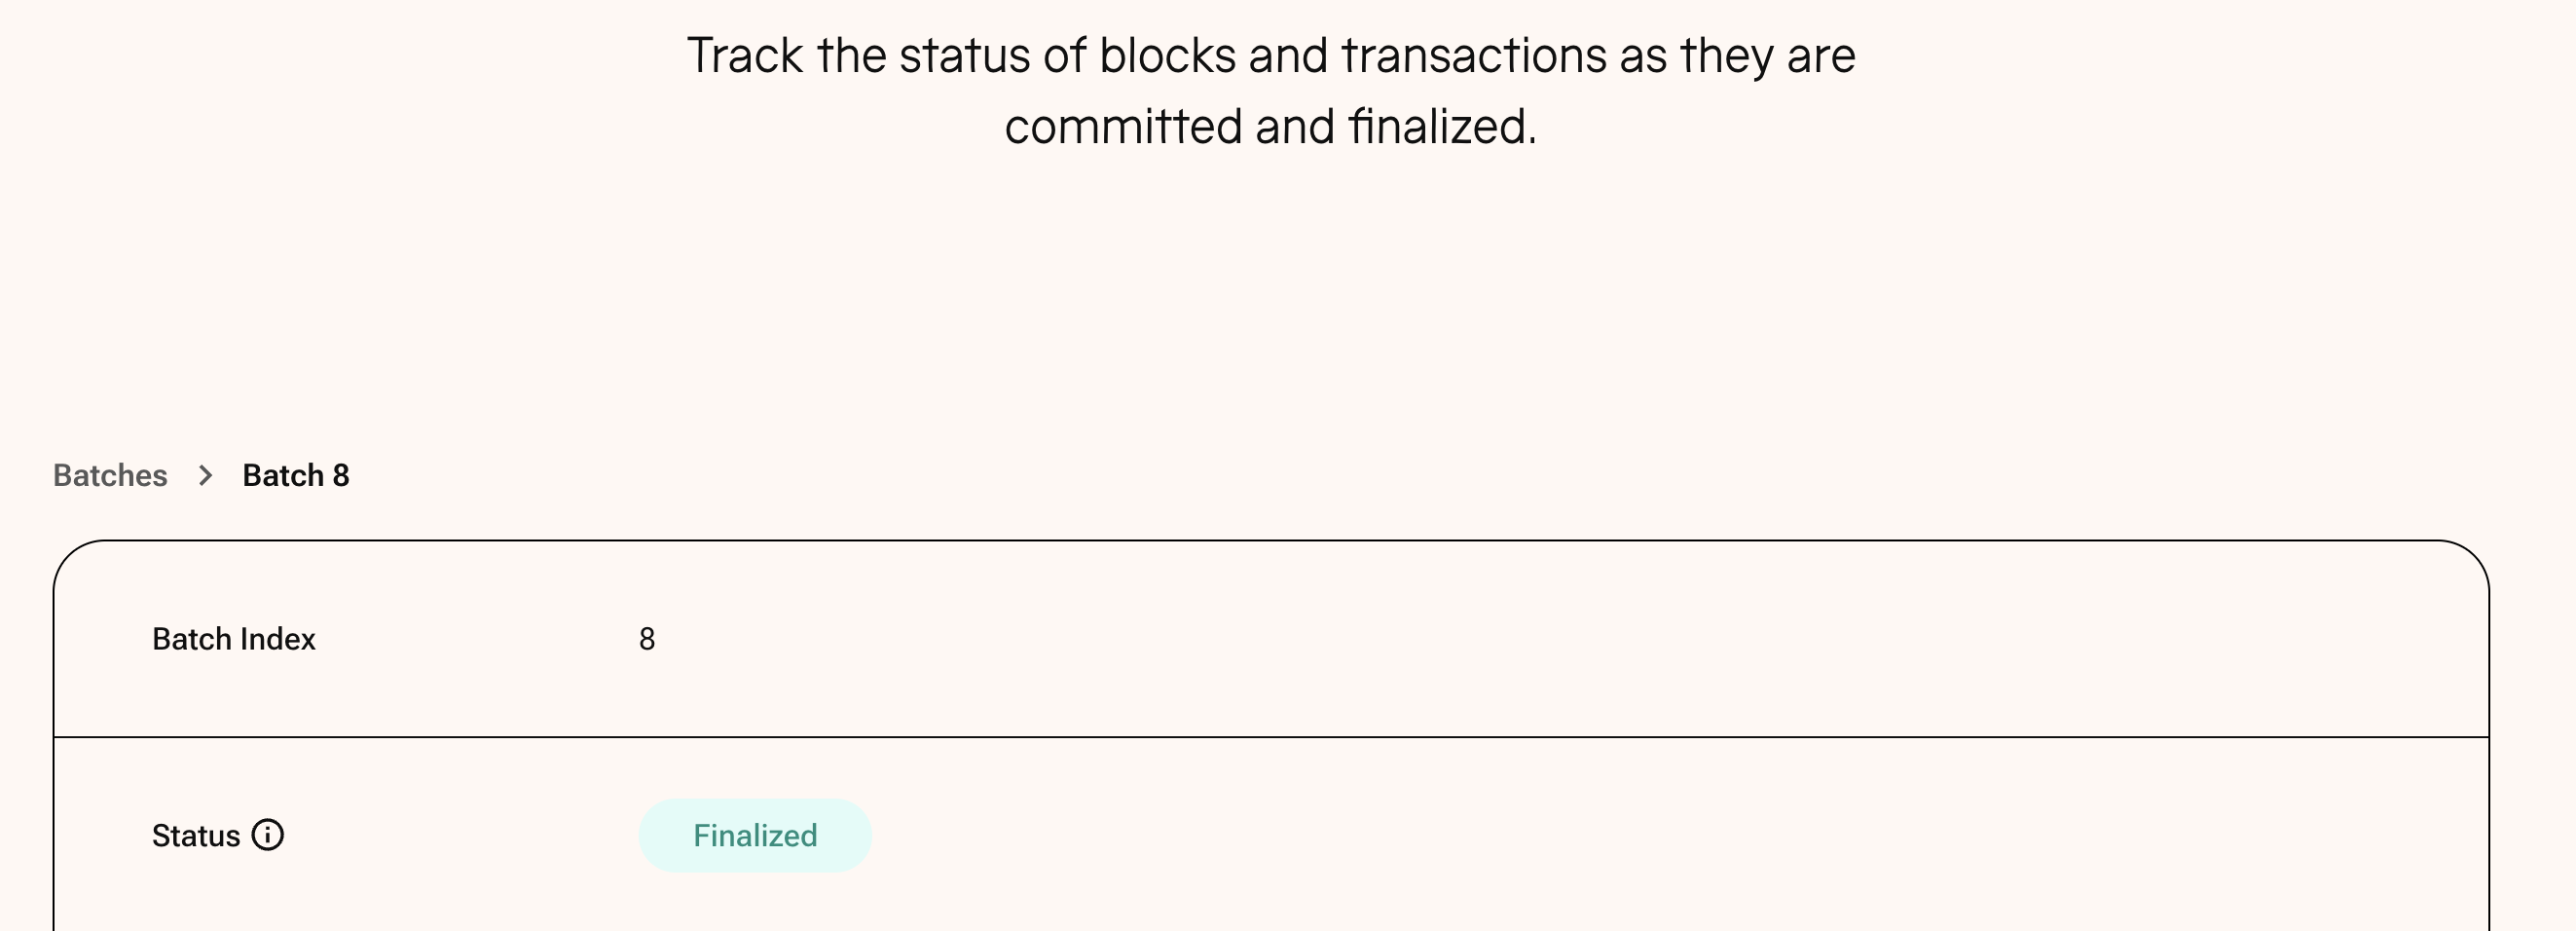 Track the status of blocks and transactions as they are
committed and finalized.
Batches > Batch 8
Batch Index 8
Status Finalized